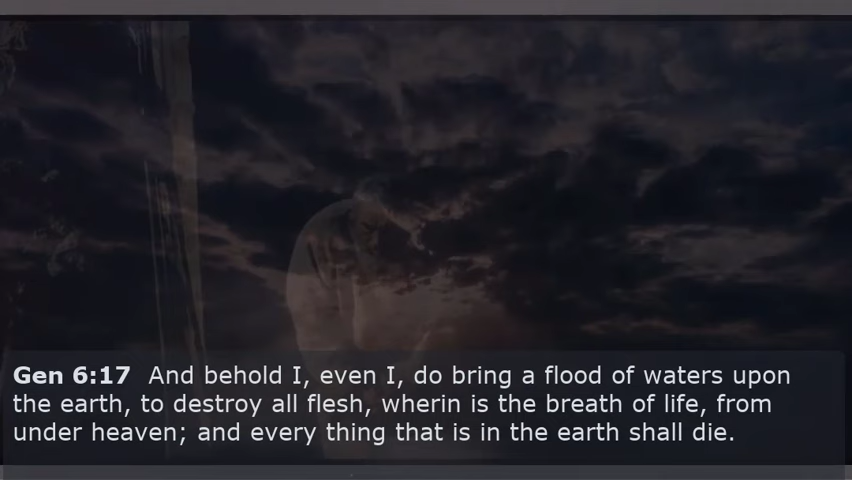 Gen 6:17 And behold I, even I, do bring a flood of waters upon
the earth, to destroy all flesh, wherin is the breath of life, from
under heaven; and every thing that is in the earth shall die.